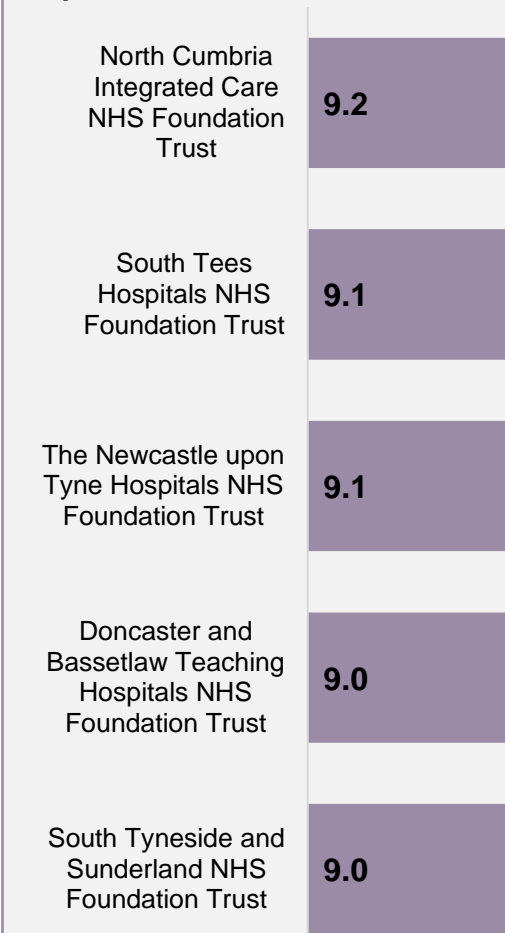 North Cumbria
Integrated Care
NHS Foundation
Trust
9.2
South Tees
Hospitals NHS
Foundation Trust
9.1
The Newcastle upon
Tyne Hospitals NHS
Foundation Trust
9.1
Doncaster and
Bassetlaw Teaching
Hospitals NHS
Foundation Trust
9.0
South Tyneside and
Sunderland NHS
Foundation Trust
9.0